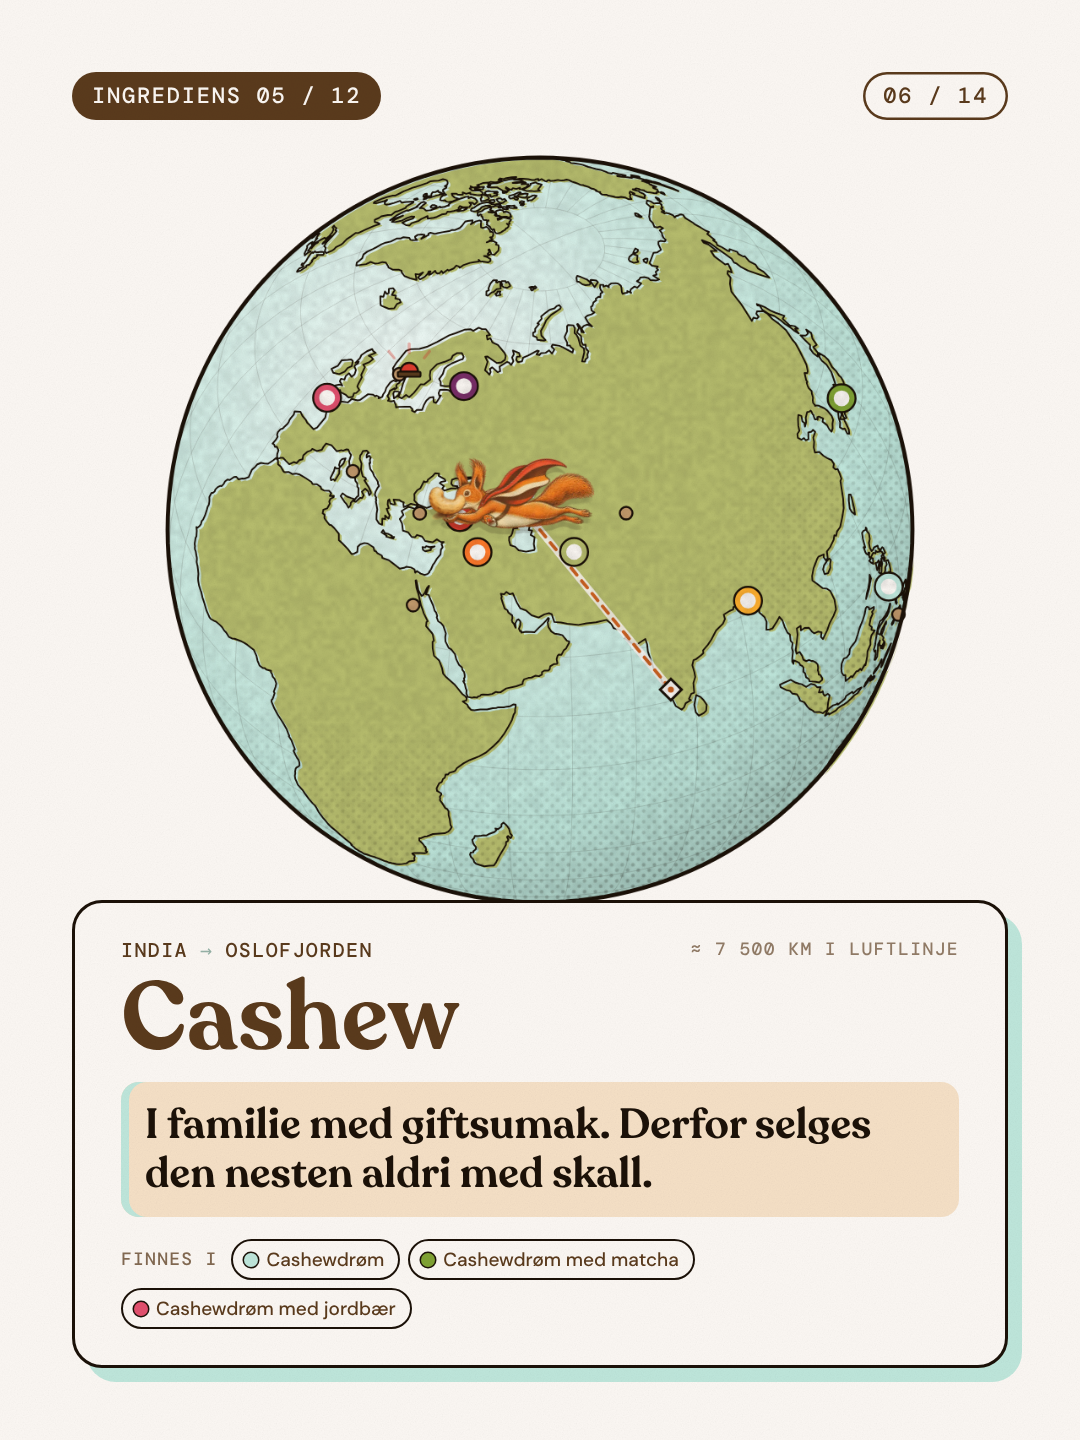 INGREDIENS 05 / 12
06 / 14
INDIA → OSLOFJORDEN
≈ 7 500 KM I LUFTLINJE
Cashew
I familie med giftsumak. Derfor selges
den nesten aldri med skall.
FINNES I
Cashewdrøm
Cashewdrøm med matcha
Cashewdrøm med jordbær